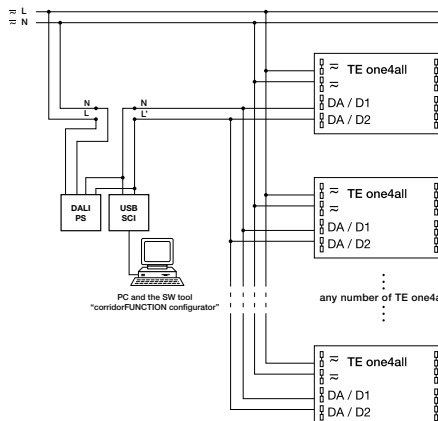 ≂ L
≂ N
≂ TE one4all
≂
DA / D1
DA / D2
N
L
N
L'
DALI
PS
USB
SCI
≂ TE one4all
≂
DA / D1
DA / D2
PC and the SW tool
"corridorFUNCTION configurator"
any number of TE one4a
≂ TE one4all
≂
DA / D1
DA / D2